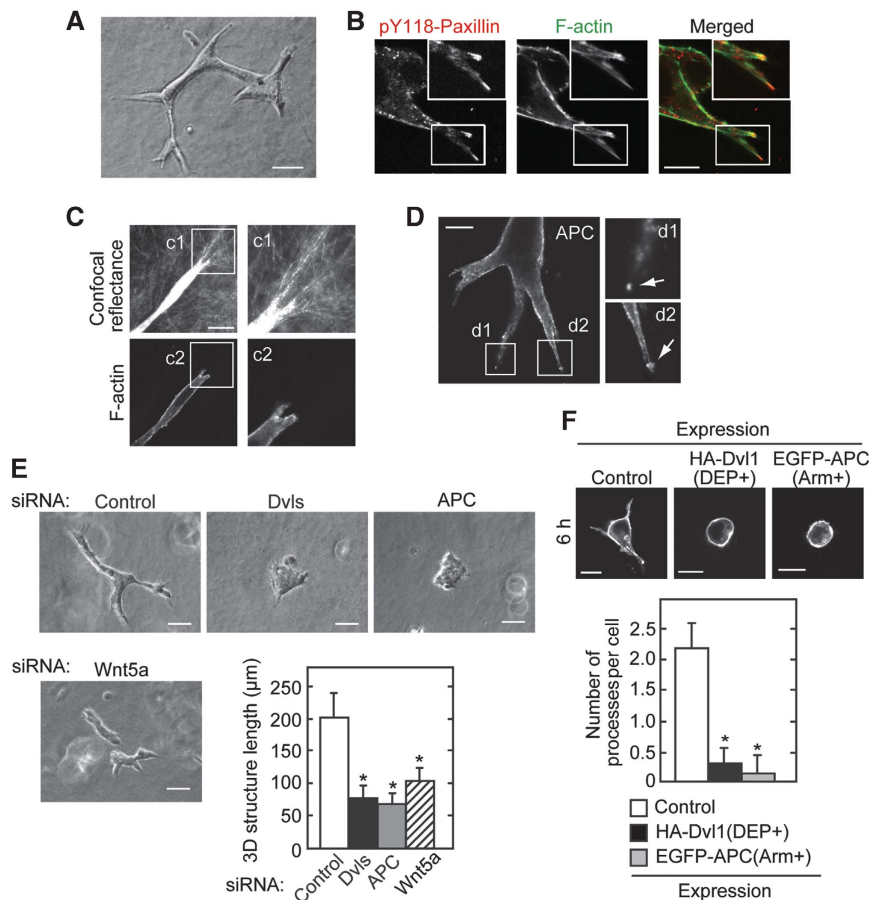 A
B
pY118-Paxillin
F-actin
Merged
C
Confocal
reflectance
c1
c1
F-actin
c2
c2
D
APC
d1
d2
d1
d2
E
siRNA:
Control
Dvls
APC
siRNA:
Wnt5a
3D structure length (µm)
250
200
150
100
50
0
*
*
*
siRNA:
Control
Dvls
APC
Wnt5a
F
Expression
Control
HA-Dvl1
(DEP+)
EGFP-APC
(Arm+)
6 h
Number of
processesper cell
2.5
2.0
1.5
1.0
0.5
0
*
*
Control
HA-Dvl1(DEP+)
EGFP-APC(Arm+)
Expression